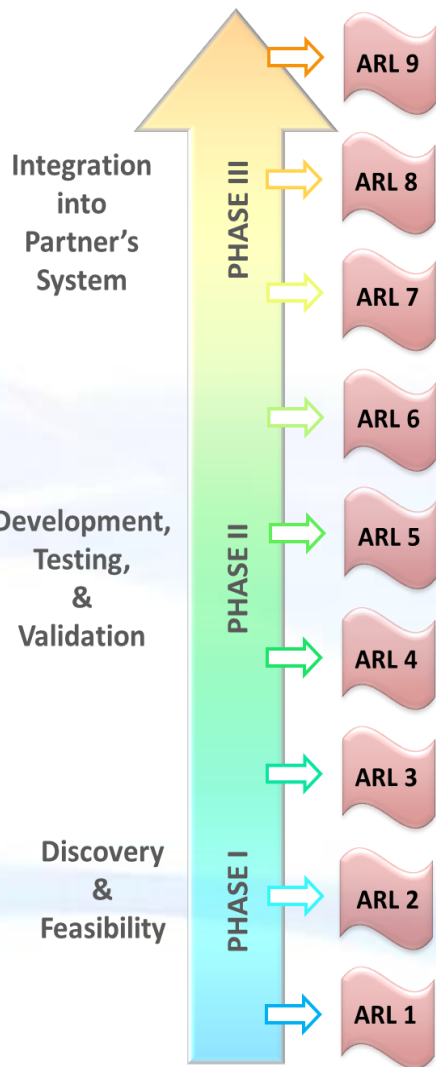 ARL 9
Integration
into
Partner's
System
PHASE III
ARL 8
ARL 7
ARL 6
Development,
Testing,
&
Validation
PHASE II
ARL 5
ARL 4
ARL 3
Discovery
&
Feasibility
PHASE I
ARL 2
ARL 1